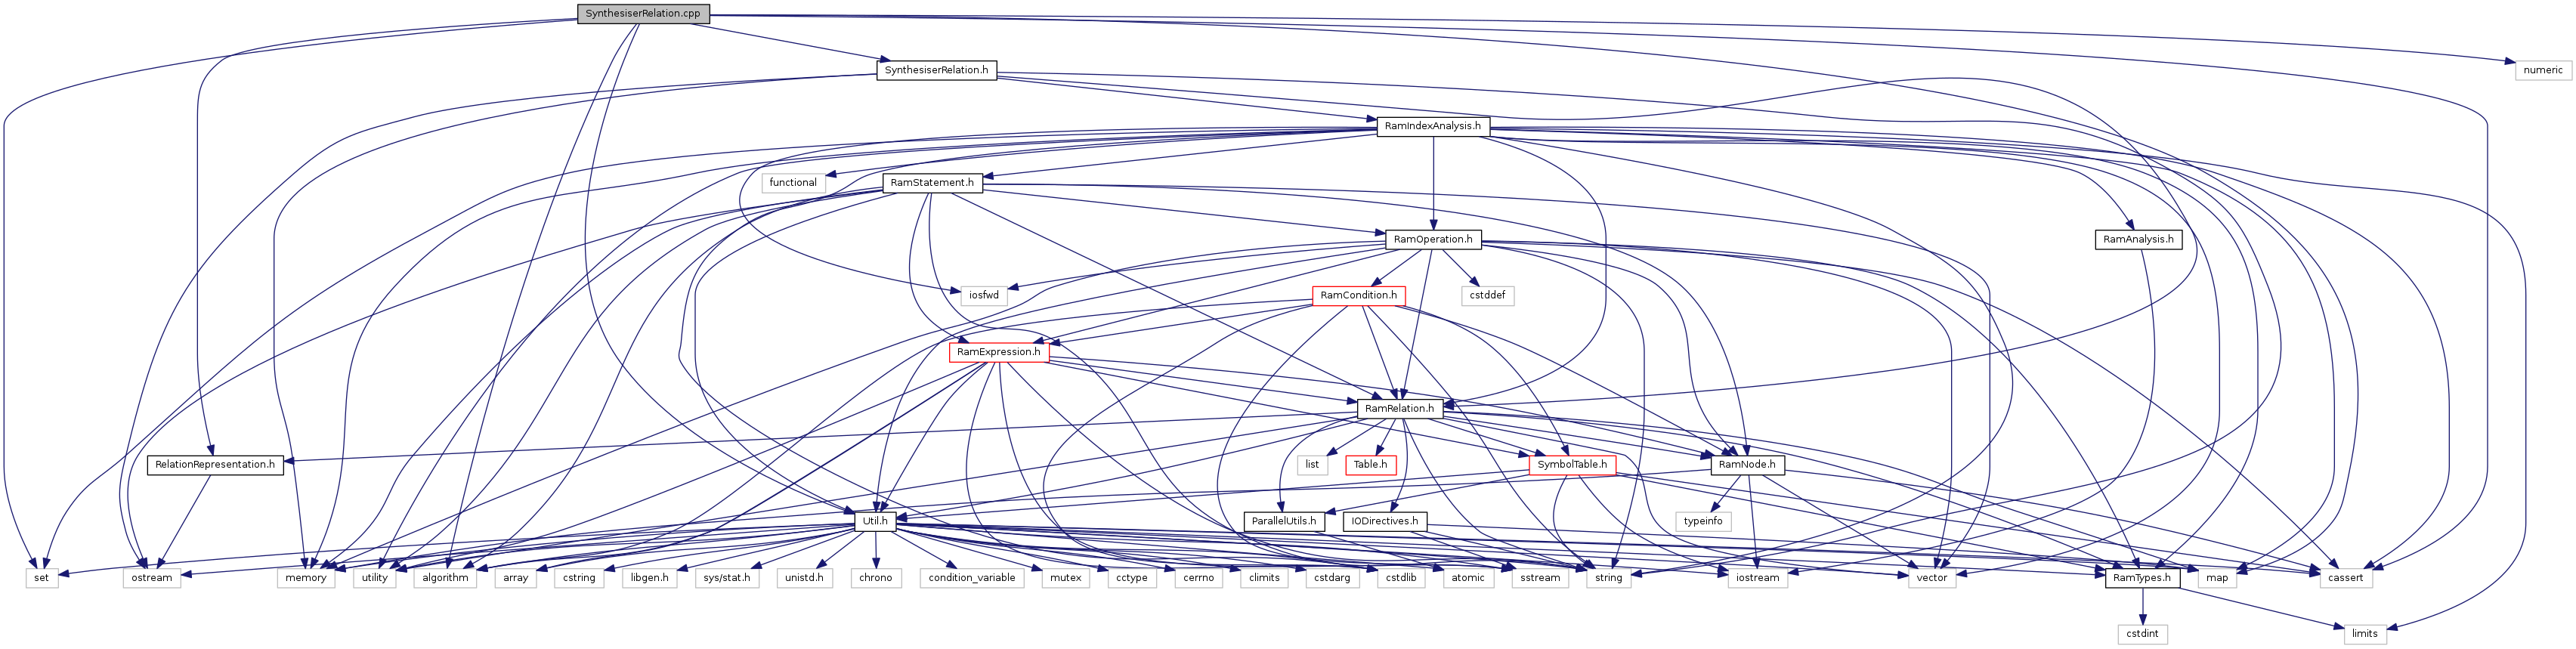 SynthesiserRelation.cpp
SynthesiserRelation.h
numeric
RamIndexAnalysis.h
functional
RamStatement.h
RamOperation.h
RamAnalysis.h
iosfwd
RamCondition.h
cstddef
RamExpression.h
RamRelation.h
RelationRepresentation.h
list
Table.h
SymbolTable.h
RamNode.h
Util.h
ParallelUtils.h
IODirectives.h
typeinfo
set
ostream
memory
utility
algorithm
array
cstring
libgen.h
sys/stat.h
unistd.h
chrono
condition_variable
mutex
cctype
cerrno
climits
cstdarg
cstdlib
atomic
sstream
string
iostream
vector
RamTypes.h
map
cassert
cstdint
limits